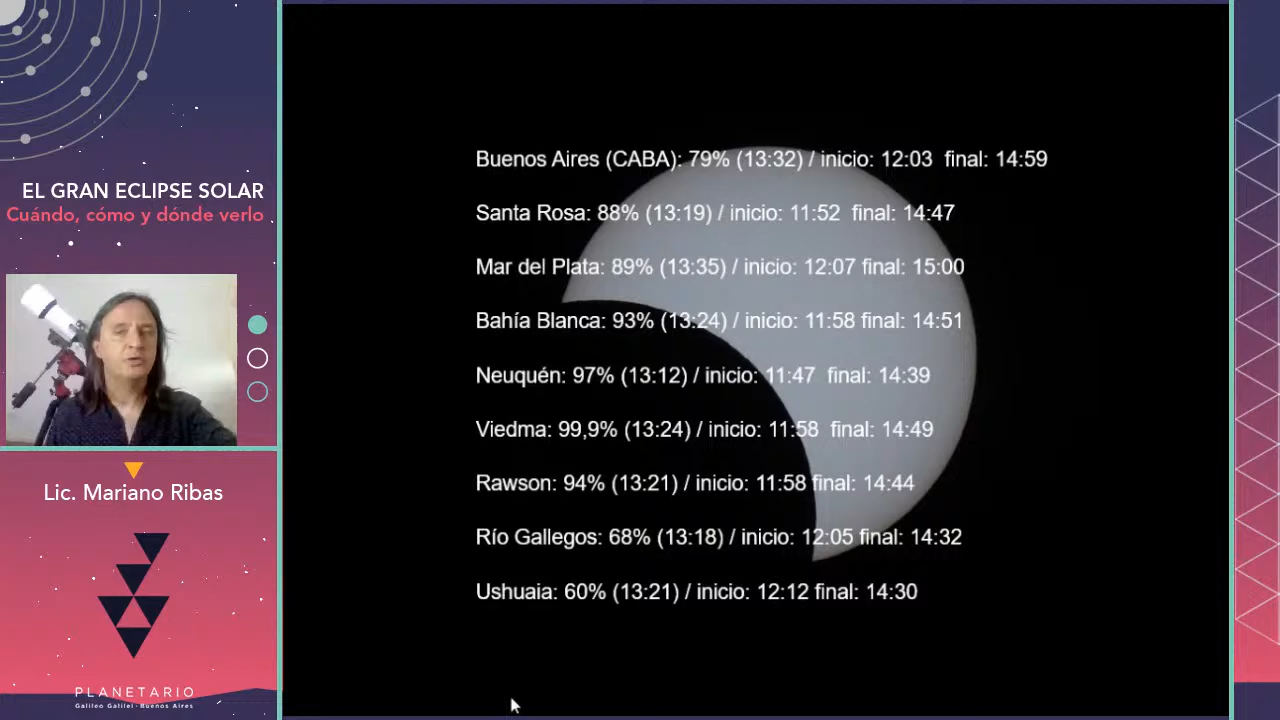 EL GRAN ECLIPSE SOLAR
Cuándo, cómo y dónde verlo
Lic. Mariano Ribas
PLANETARIO
Galileo Galilei · Buenos Aires
Buenos Aires (CABA): 79% (13:32) / inicio: 12:03 final: 14:59
Santa Rosa: 88% (13:19) / inicio: 11:52 final: 14:47
Mar del Plata: 89% (13:35) / inicio: 12:07 final: 15:00
Bahía Blanca: 93% (13:24) / inicio: 11:58 final: 14:51
Neuquén: 97% (13:12) / inicio: 11:47 final: 14:39
Viedma: 99,9% (13:24) / inicio: 11:58 final: 14:49
Rawson: 94% (13:21) / inicio: 11:58 final: 14:44
Río Gallegos: 68% (13:18) / inicio: 12:05 final: 14:32
Ushuaia: 60% (13:21) / inicio: 12:12 final: 14:30